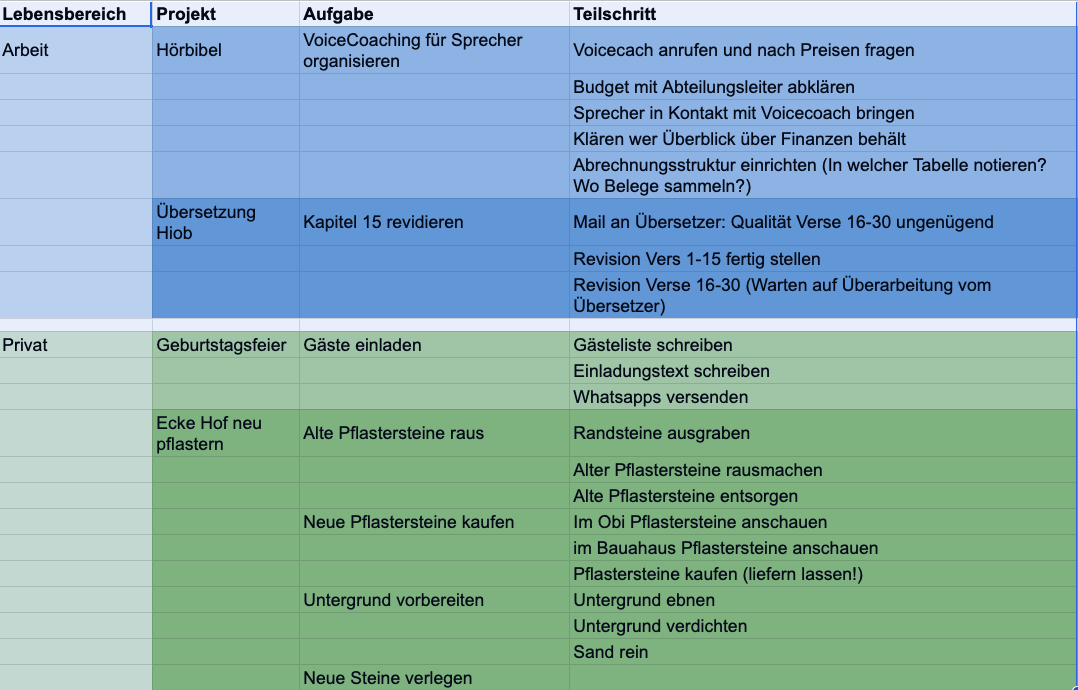 Lebensbereich Projekt Aufgabe Teilschritt
Arbeit Hörbibel VoiceCoaching für Sprecher
organisieren Voicecach anrufen und nach Preisen fragen
Budget mit Abteilungsleiter abklären
Sprecher in Kontakt mit Voicecoach bringen
Klären wer Überblick über Finanzen behält
Abrechnungsstruktur einrichten (In welcher Tabelle notieren?
Wo Belege sammeln?)
Übersetzung
Hiob Kapitel 15 revidieren Mail an Übersetzer: Qualität Verse 16-30 ungenügend
Revision Vers 1-15 fertig stellen
Revision Verse 16-30 (Warten auf Überarbeitung vom
Übersetzer)
Privat Geburtstagsfeier Gäste einladen Gästeliste schreiben
Einladungstext schreiben
Whatsapps versenden
Ecke Hof neu
pflastern Alte Pflastersteine raus Randsteine ausgraben
Alter Pflastersteine rausmachen
Alte Pflastersteine entsorgen
Neue Pflastersteine kaufen Im Obi Pflastersteine anschauen
im Bauahaus Pflastersteine anschauen
Pflastersteine kaufen (liefern lassen!)
Untergrund vorbereiten Untergrund ebnen
Untergrund verdichten
Sand rein
Neue Steine verlegen